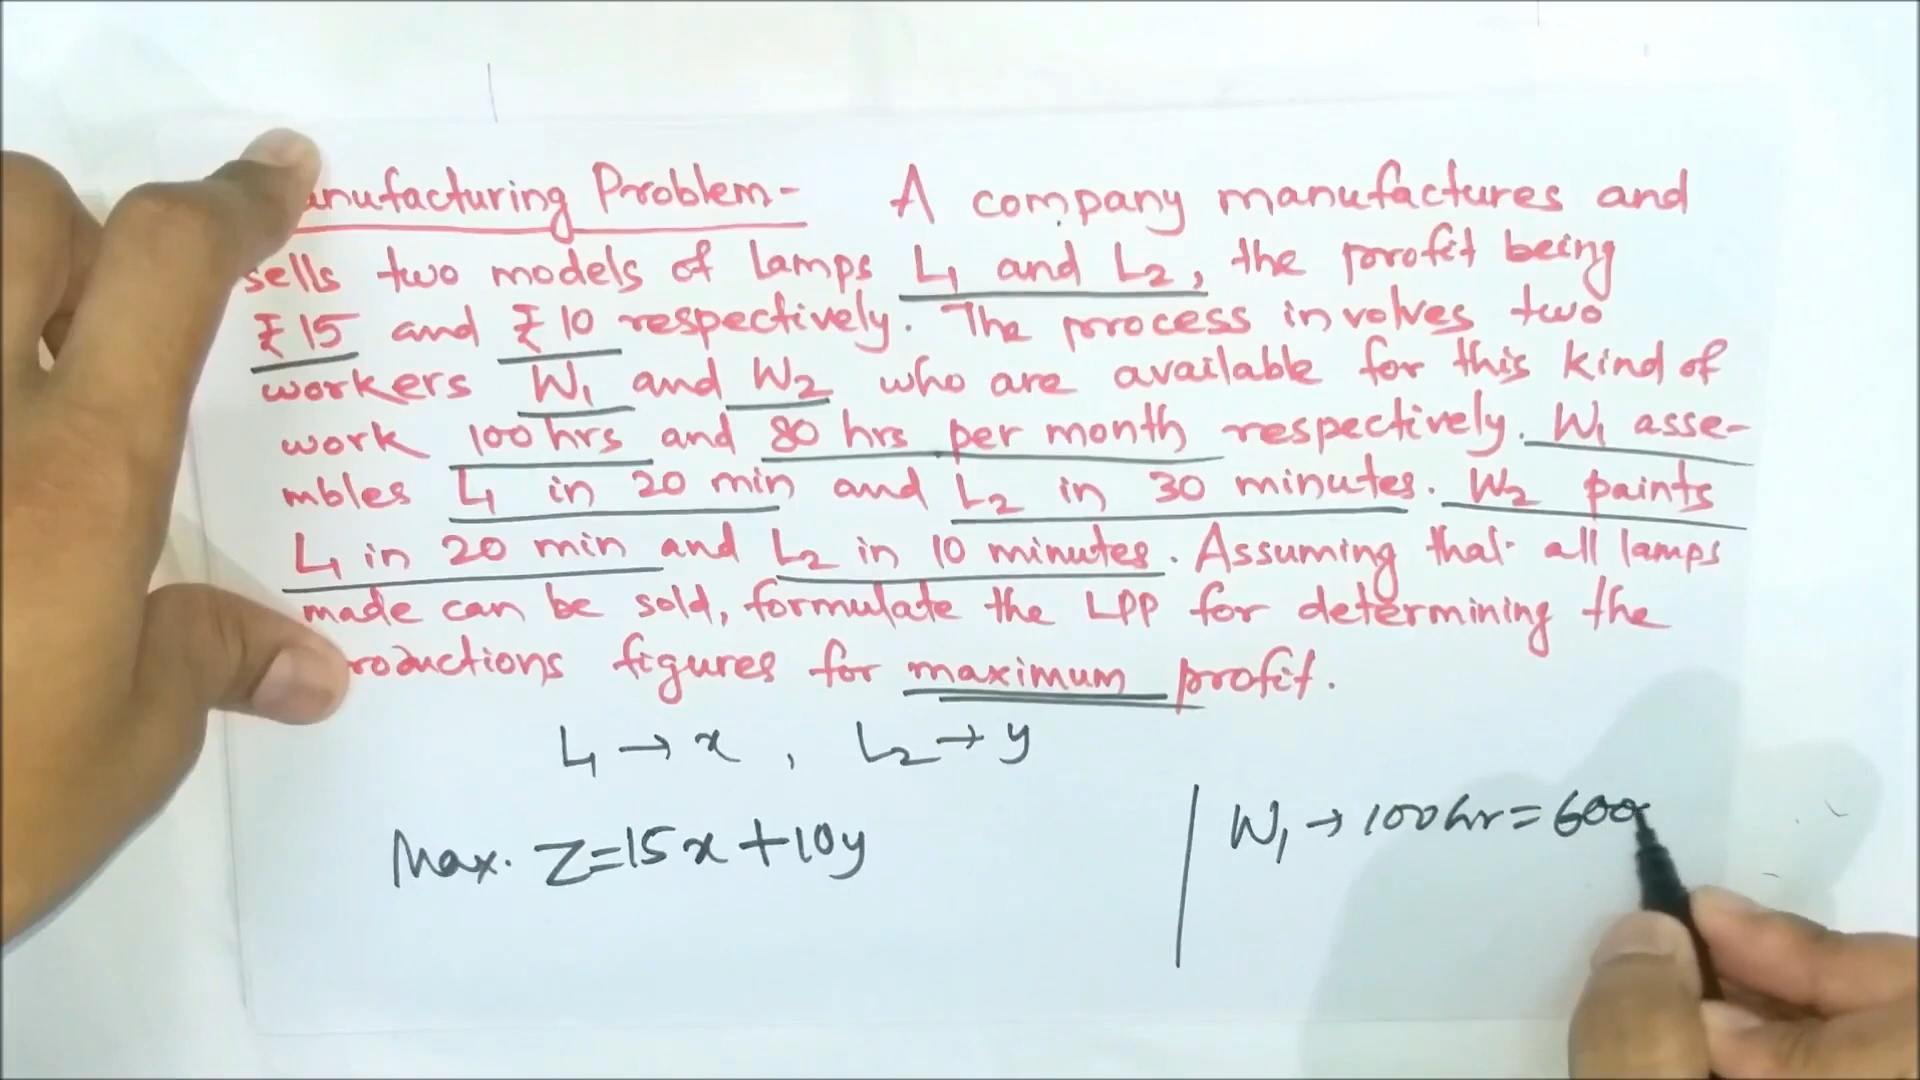 anufacturing Problem- A company manufactures and
sells two models of lamps L1 and L2, the profit being
₹15 and ₹10 respectively. The process involves two
workers W1 and W2 who are available for this kind of
work 100hrs and 80 hrs per month respectively. W1 asse-
mbles L1 in 20 min and L2 in 30 minutes. W2 paints
L1 in 20 min and L2 in 10 minutes. Assuming that all lamps
made can be sold, formulate the LPP for determining the
roductions figures for maximum profit.
L1 → x , L2 → y
Max. Z=15x+10y
W1 → 100hr=600